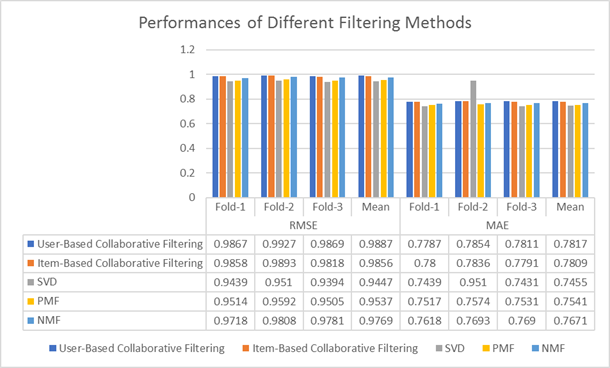 Performances of Different Filtering Methods
1.2
1
0.8
0.6
0.4
0.2
0
Fold-1 Fold-2 Fold-3 Mean Fold-1 Fold-2 Fold-3 Mean
RMSE MAE
User-Based Collaborative Filtering 0.9867 0.9927 0.9869 0.9887 0.7787 0.7854 0.7811 0.7817
Item-Based Collaborative Filtering 0.9858 0.9893 0.9818 0.9856 0.78 0.7836 0.7791 0.7809
SVD 0.9439 0.951 0.9394 0.9447 0.7439 0.951 0.7431 0.7455
PMF 0.9514 0.9592 0.9505 0.9537 0.7517 0.7574 0.7531 0.7541
NMF 0.9718 0.9808 0.9781 0.9769 0.7618 0.7693 0.769 0.7671
User-Based Collaborative Filtering Item-Based Collaborative Filtering SVD PMF NMF